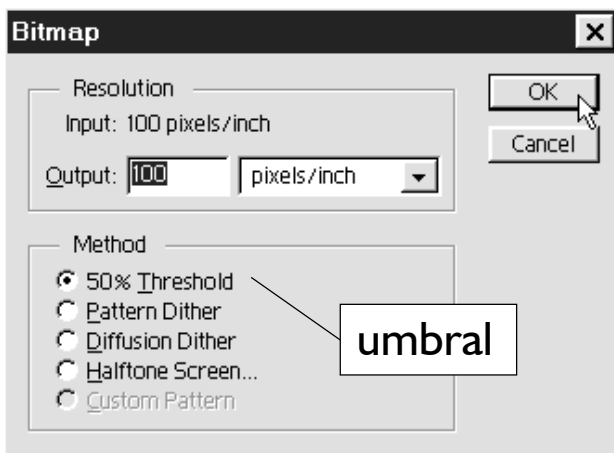 Bitmap
Resolution
OK
Input: 100 pixels/inch
Cancel
Output: 100 pixels/inch
Method
50% Threshold
Pattern Dither
umbral
Diffusion Dither
Halftone Screen...
Custom Pattern